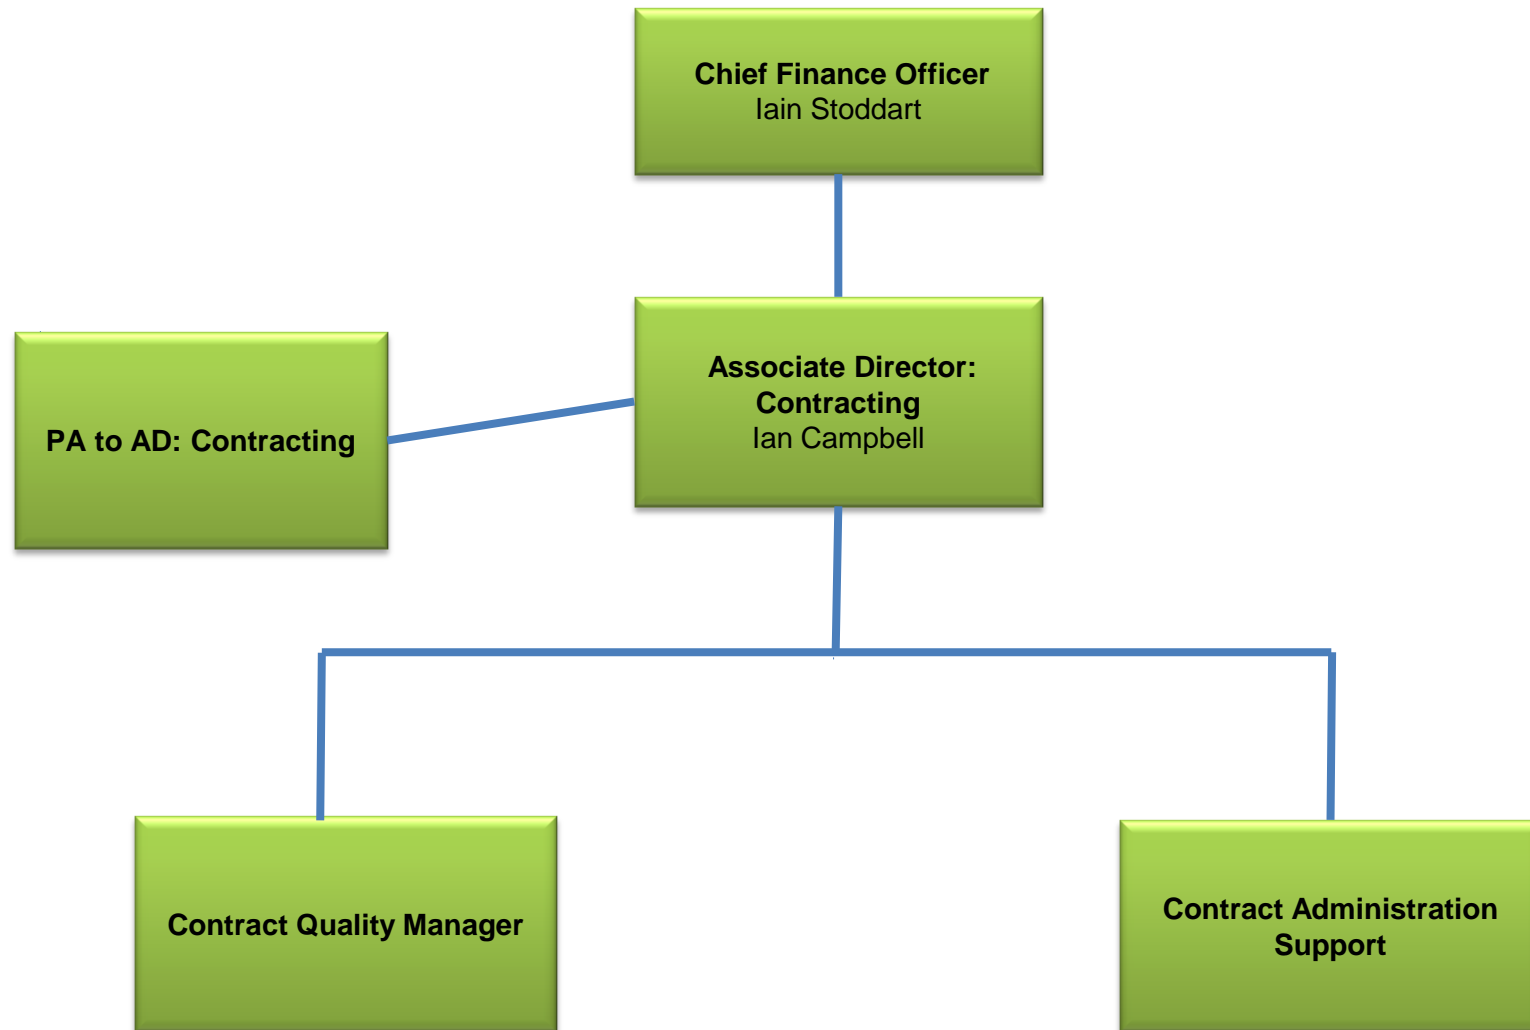 Chief Finance Officer
Iain Stoddart
Associate Director:
Contracting
Ian Campbell
PA to AD: Contracting
Contract Quality Manager
Contract Administration
Support